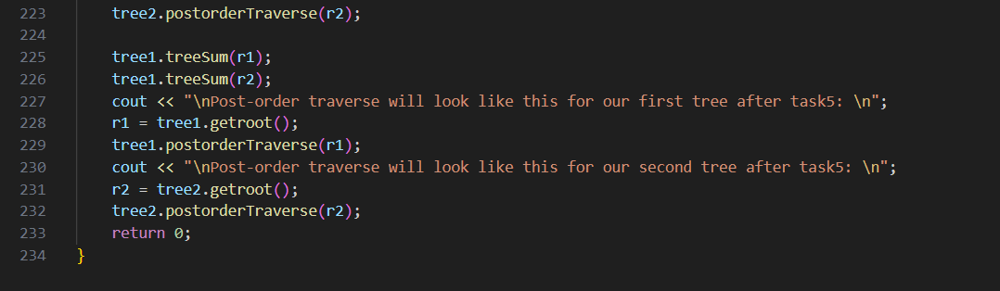 223 tree2.postorderTraverse(r2);
224
225 tree1.treeSum(r1);
226 tree1.treeSum(r2);
227 cout << "\nPost-order traverse will look like this for our first tree after task5: \n";
228 r1 = tree1.getroot();
229 tree1.postorderTraverse(r1);
230 cout << "\nPost-order traverse will look like this for our second tree after task5: \n";
231 r2 = tree2.getroot();
232 tree2.postorderTraverse(r2);
233 return 0;
234 }